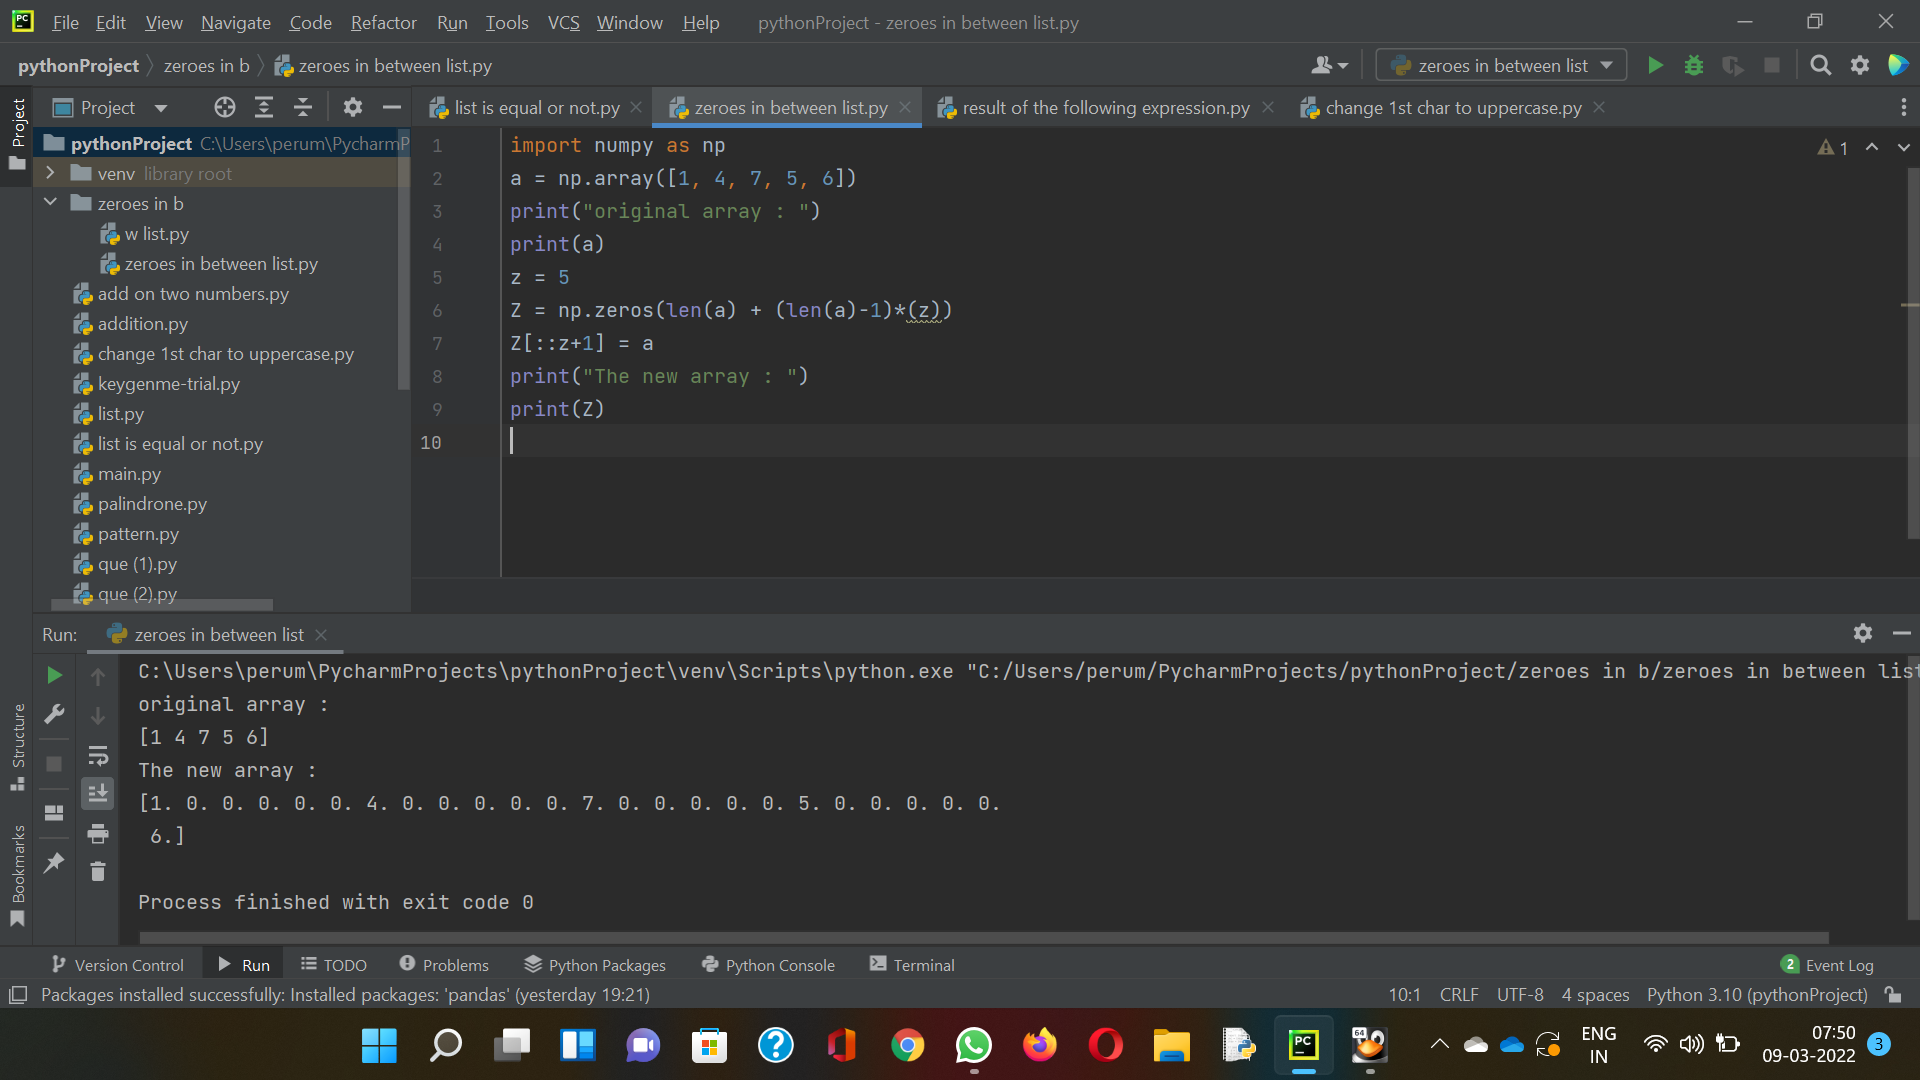 PC File Edit View Navigate Code Refactor Run Tools VCS Window Help pythonProject - zeroes in between list.py
pythonProject zeroes in b zeroes in between list.py zeroes in between list
Project list is equal or not.py zeroes in between list.py result of the following expression.py change 1st char to uppercase.py
Project
pythonProject C:\Users\perum\PycharmP
venv library root
zeroes in b
w list.py
zeroes in between list.py
add on two numbers.py
addition.py
change 1st char to uppercase.py
keygenme-trial.py
list.py
list is equal or not.py
main.py
palindrone.py
pattern.py
que (1).py
que (2).py
1 import numpy as np
2 a = np.array([1, 4, 7, 5, 6])
3 print("original array : ")
4 print(a)
5 z = 5
6 Z = np.zeros(len(a) + (len(a)-1)*(z))
7 Z[::z+1] = a
8 print("The new array : ")
9 print(Z)
10
1
Run: zeroes in between list
C:\Users\perum\PycharmProjects\pythonProject\venv\Scripts\python.exe "C:/Users/perum/PycharmProjects/pythonProject/zeroes in b/zeroes in between list
original array :
[1 4 7 5 6]
The new array :
[1. 0. 0. 0. 0. 0. 4. 0. 0. 0. 0. 0. 7. 0. 0. 0. 0. 0. 5. 0. 0. 0. 0. 0.
6.]
Process finished with exit code 0
Structure
Bookmarks
Version Control Run TODO Problems Python Packages Python Console Terminal 2 Event Log
Packages installed successfully: Installed packages: 'pandas' (yesterday 19:21) 10:1 CRLF UTF-8 4 spaces Python 3.10 (pythonProject)
PC 64 ENG 07:50
IN 09-03-2022 3